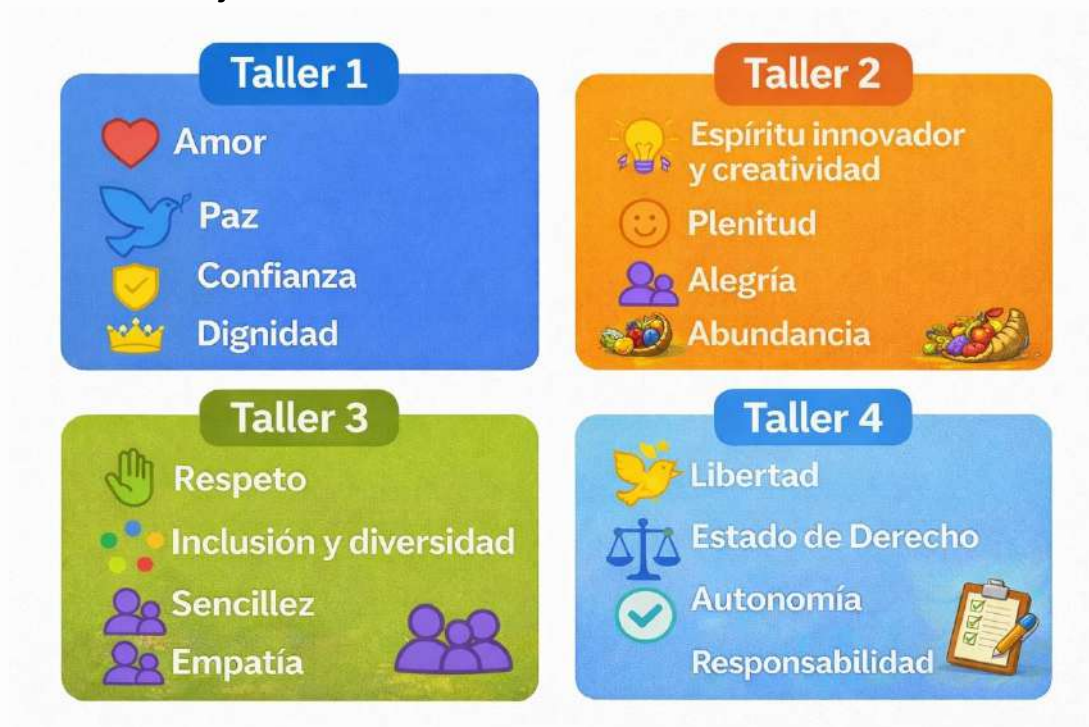 Taller 1
Amor
Paz
Confianza
Dignidad
Taller 2
Espíritu innovador
y creatividad
Plenitud
Alegría
Abundancia
Taller 3
Respeto
Inclusión y diversidad
Sencillez
Empatía
Taller 4
Libertad
Estado de Derecho
Autonomía
Responsabilidad